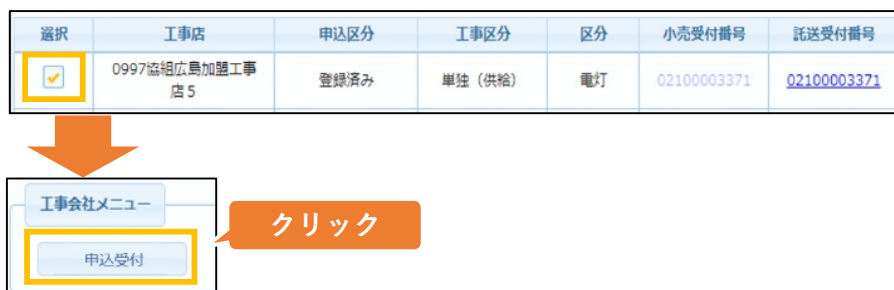 選択 工事店 申込区分 工事区分 区分 小売受付番号 託送受付番号
0997協組広島加盟工事
店5 登録済み 単独（供給） 電灯 02100003371 02100003371
工事会社メニュー
申込受付
クリック